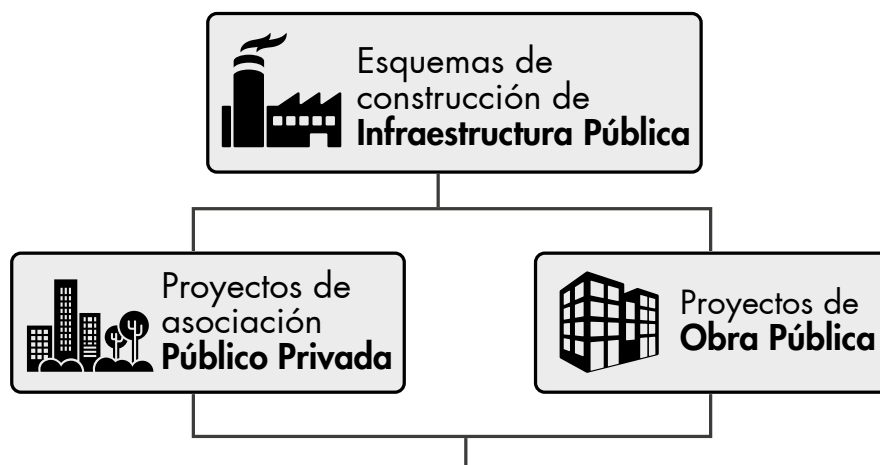 Esquemas de
construcción de
Infraestructura Pública
Proyectos de
asociación
Público Privada
Proyectos de
Obra Pública